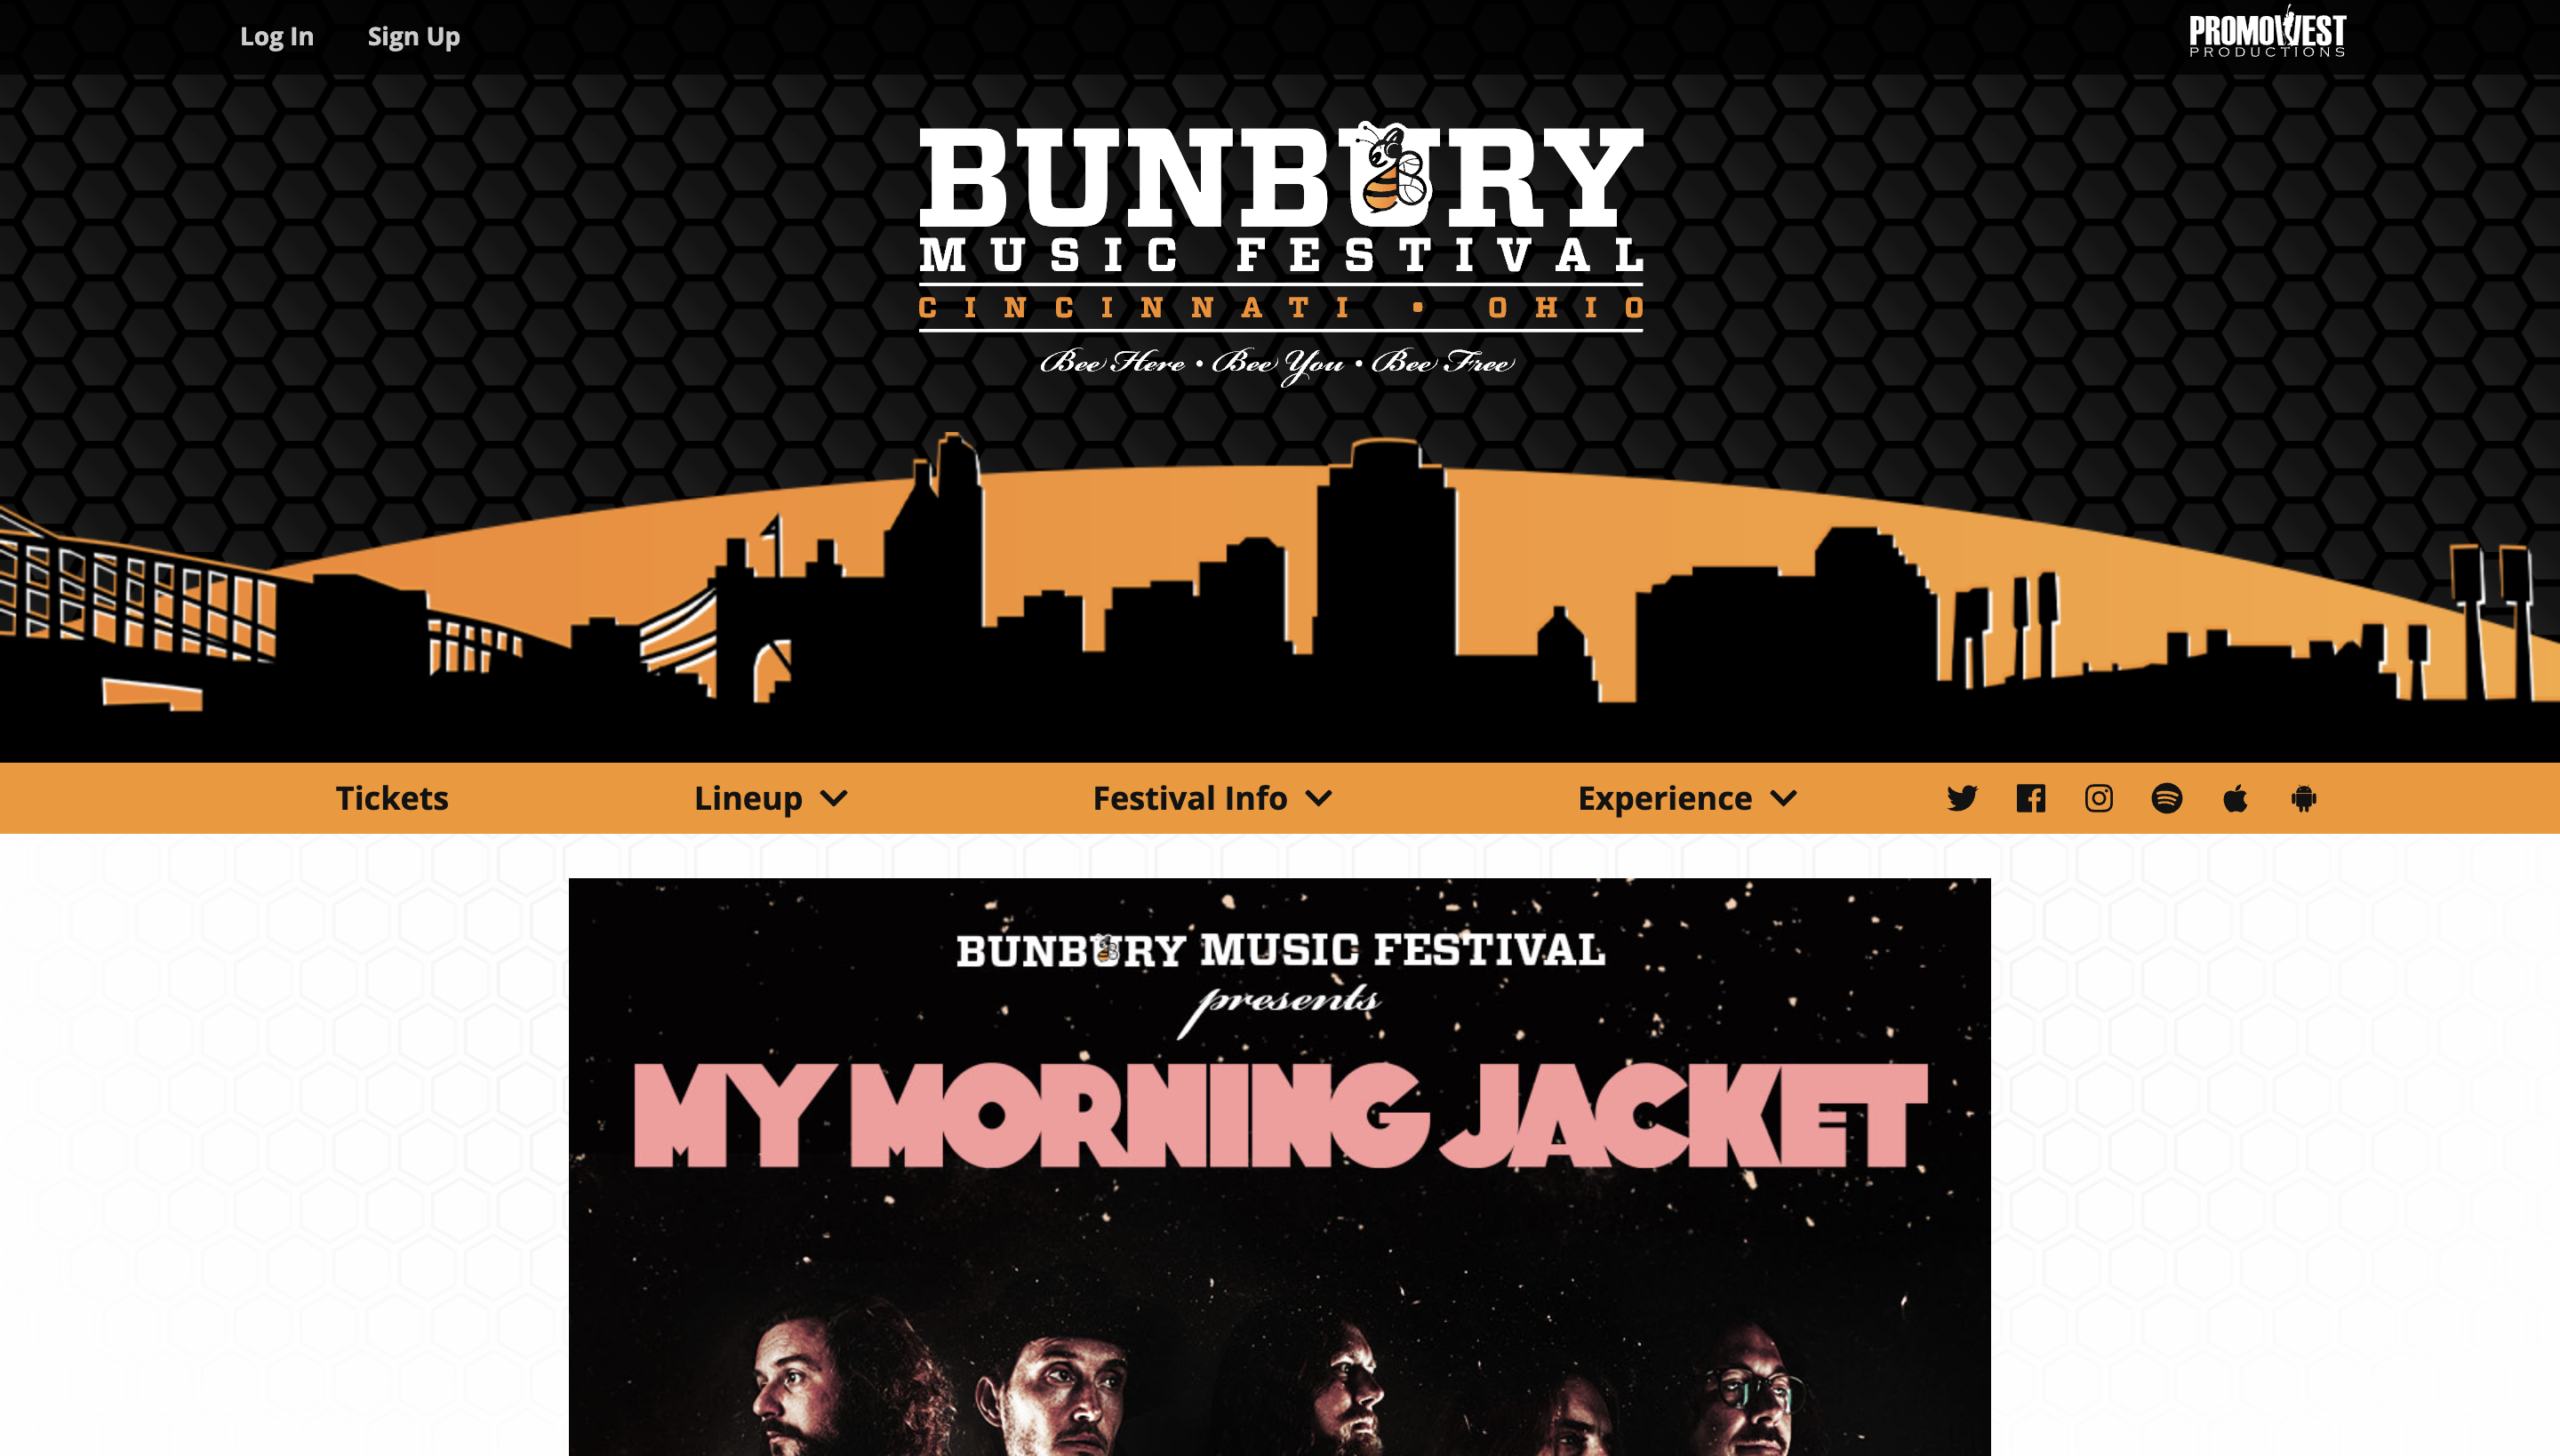 Log In Sign Up
PROMOWEST
PRODUCTIONS
BUNBURY
MUSIC FESTIVAL
CINCINNATI • OHIO
Bee Here • Bee You • Bee Free
Tickets Lineup Festival Info Experience
BUNBURY MUSIC FESTIVAL
presents
MY MORNING JACKET